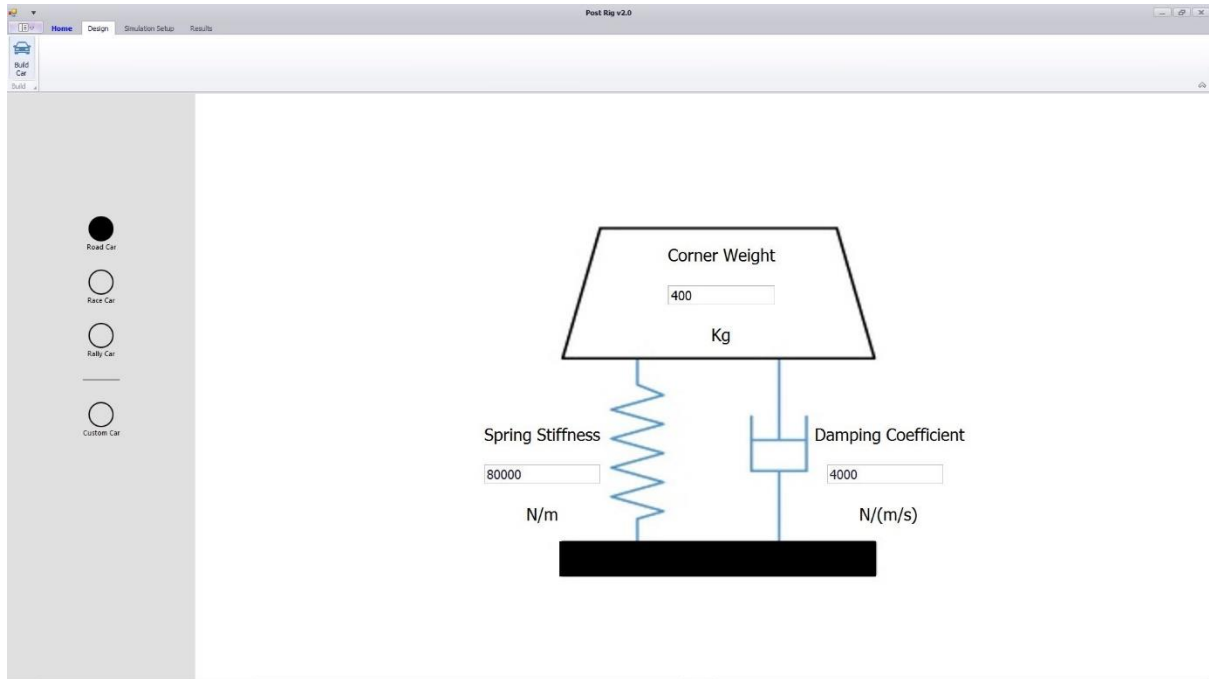 Post Rig v2.0
Home Design Simulation Setup Results
Build
Car
Build
Road Car
Race Car
Rally Car
Custom Car
Corner Weight
400
Kg
Spring Stiffness
80000
N/m
Damping Coefficient
4000
N/(m/s)